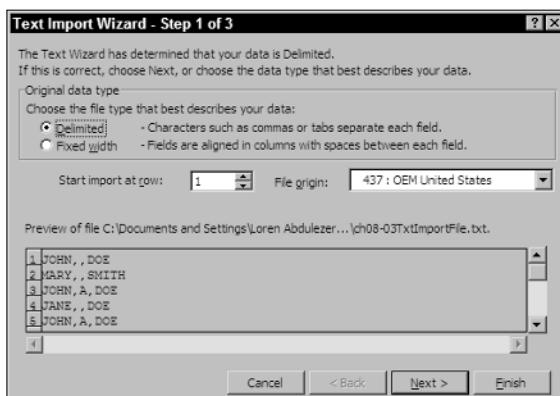 Text Import Wizard - Step 1 of 3
The Text Wizard has determined that your data is Delimited.
If this is correct, choose Next, or choose the data type that best describes your data.
Original data type
Choose the file type that best describes your data:
Delimited - Characters such as commas or tabs separate each field.
Fixed width - Fields are aligned in columns with spaces between each field.
Start import at row: 1 File origin: 437 : OEM United States
Preview of file C:\Documents and Settings\Loren Abdulezer...\ch08-03TxtImportFile.txt.
1 JOHN,,DOE
2 MARY,,SMITH
3 JOHN,A,DOE
4 JANE,,DOE
5 JOHN,A,DOE
Cancel < Back Next > Finish